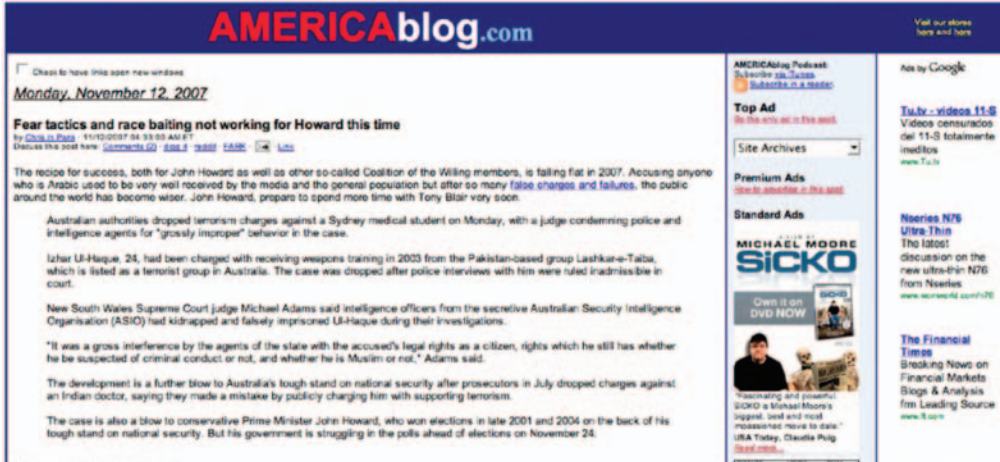 AMERICAblog.com
Visit our stores
here and here
Check to have links open new windows
Monday, November 12, 2007
Fear tactics and race baiting not working for Howard this time
by Chris in Paris - 11/12/2007 04:33:00 AM ET
Discuss this post here: Comments (2) · digg it · reddit · FARK · Link
The recipe for success, both for John Howard as well as other so-called Coalition of the Willing members, is falling flat in 2007. Accusing anyone
who is Arabic used to be very well received by the media and the general population but after so many false charges and failures, the public
around the world has become wiser. John Howard, prepare to spend more time with Tony Blair very soon.
Australian authorities dropped terrorism charges against a Sydney medical student on Monday, with a judge condemning police and
intelligence agents for "grossly improper" behavior in the case.
Izhar Ul-Haque, 24, had been charged with receiving weapons training in 2003 from the Pakistan-based group Lashkar-e-Taiba,
which is listed as a terrorist group in Australia. The case was dropped after police interviews with him were ruled inadmissible in
court.
New South Wales Supreme Court judge Michael Adams said intelligence officers from the secretive Australian Security Intelligence
Organisation (ASIO) had kidnapped and falsely imprisoned Ul-Haque during their investigations.
"It was a gross interference by the agents of the state with the accused's legal rights as a citizen, rights which he still has whether
he be suspected of criminal conduct or not, and whether he is Muslim or not," Adams said.
The development is a further blow to Australia's tough stand on national security after prosecutors in July dropped charges against
an Indian doctor, saying they made a mistake by publicly charging him with supporting terrorism.
The case is also a blow to conservative Prime Minister John Howard, who won elections in late 2001 and 2004 on the back of his
tough stand on national security. But his government is struggling in the polls ahead of elections on November 24.
AMERICAblog Podcast:
Subscribe via iTunes.
Subscribe in a reader.
Top Ad
Be the only ad in this spot.
Site Archives
Premium Ads
How to advertise in this spot
Standard Ads
A FILM BY
MICHAEL MOORE
SiCKO
Own it on
DVD NOW
"Fascinating and powerful.
SiCKO is Michael Moore's
biggest, best and most
impassioned movie to date."
USA Today, Claudia Puig
Read more...
Ads by Google
Tu.tv - videos 11-S
Videos censurados
del 11-S totalmente
ineditos
www.Tu.tv
Nseries N76
Ultra-Thin
The latest
discussion on the
new ultra-thin N76
from Nseries
The Financial
Times
Breaking News on
Financial Markets
Blogs & Analysis
frm Leading Source
www.ft.com